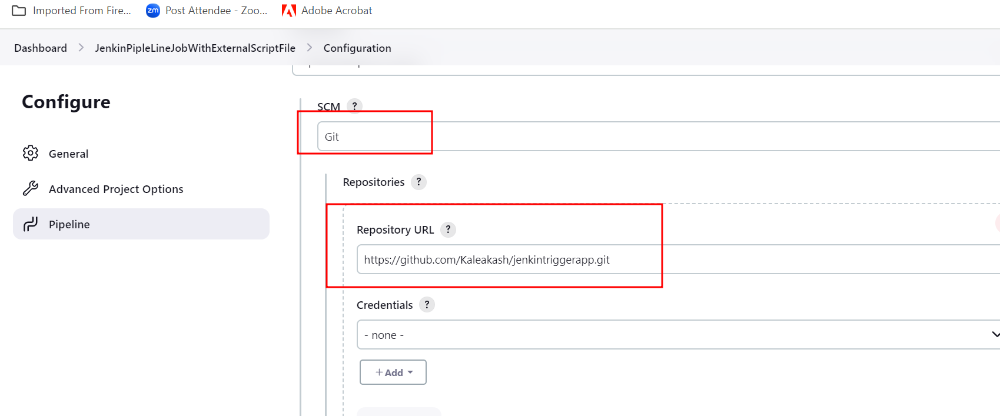 Imported From Fire... Post Attendee - Zoo... Adobe Acrobat
Dashboard > JenkinPipleLineJobWithExternalScriptFile > Configuration
Configure
General
Advanced Project Options
Pipeline
SCM ?
Git
Repositories ?
Repository URL ?
https://github.com/Kaleakash/jenkintriggerapp.git
Credentials ?
- none -
+ Add